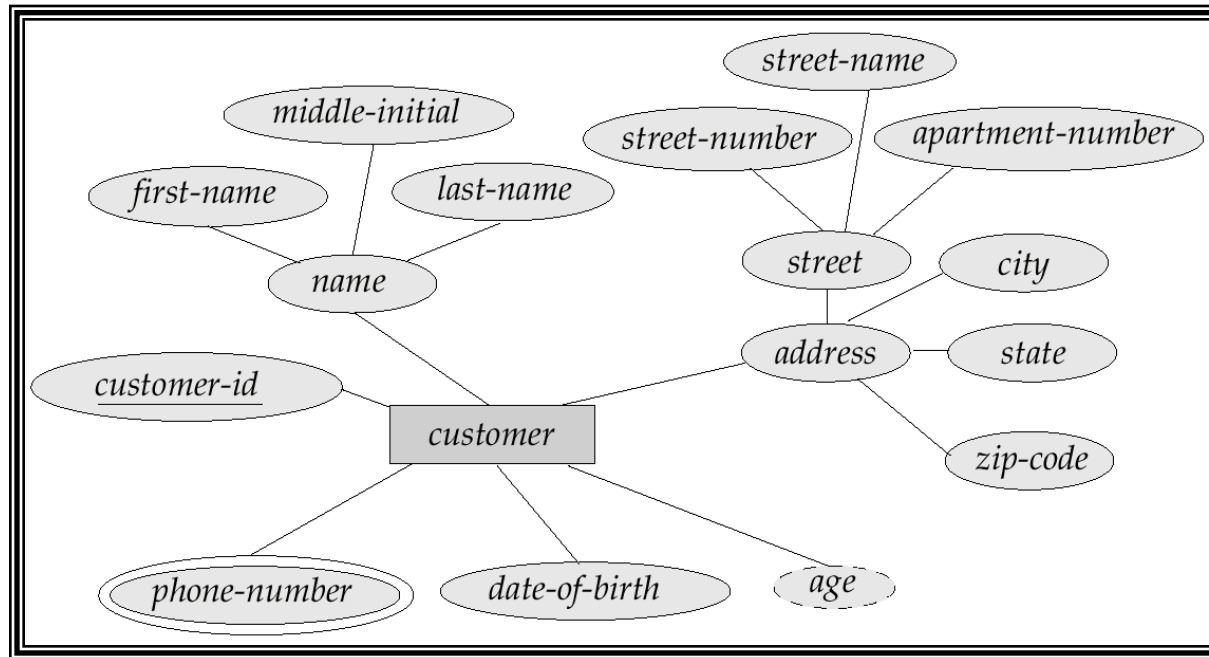 street-name
middle-initial
street-number
apartment-number
first-name
last-name
name
street
city
address
state
customer-id
customer
zip-code
phone-number
date-of-birth
age